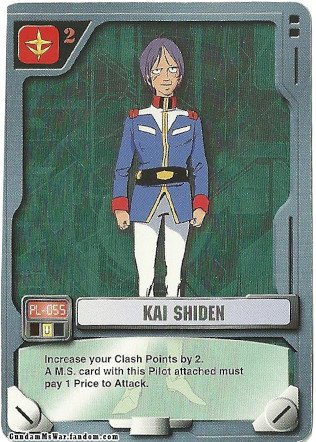 2
PL-055
U
KAI SHIDEN
Increase your Clash Points by 2.
A M.S. card with this Pilot attached must
pay 1 Price to Attack.
GundamMsWar.fandom.com